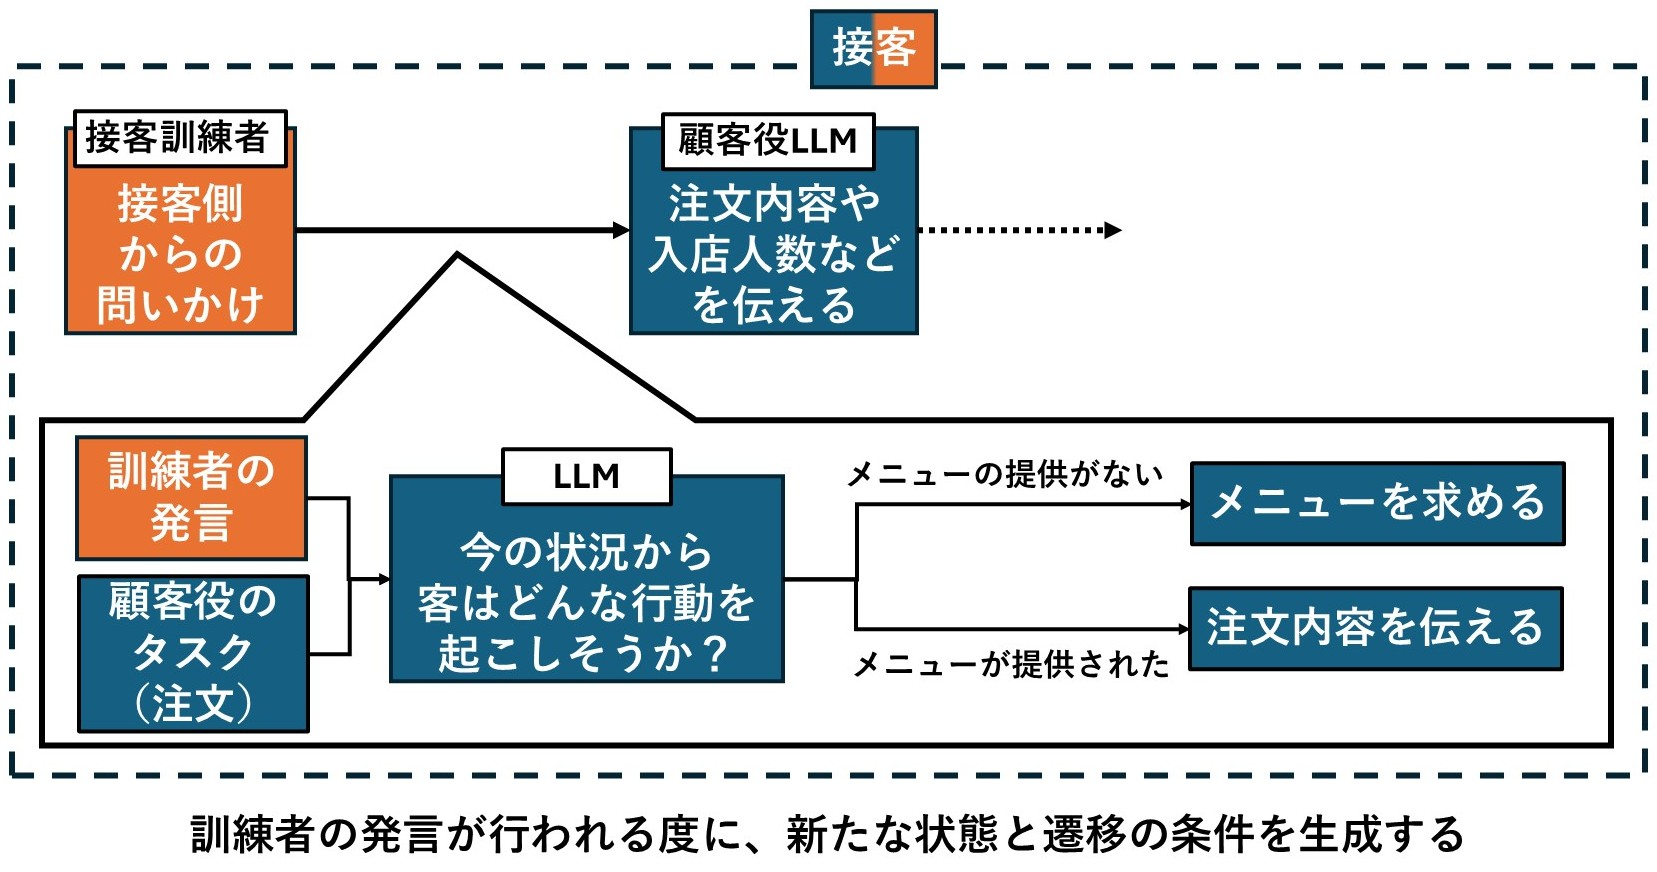 接客
接客訓練者
接客側
からの
問いかけ
顧客役LLM
注文内容や
入店人数など
を伝える
訓練者の
発言
顧客役の
タスク
（注文）
LLM
今の状況から
客はどんな行動を
起こしそうか？
メニューの提供がない
メニューを求める
メニューが提供された
注文内容を伝える
訓練者の発言が行われる度に、新たな状態と遷移の条件を生成する